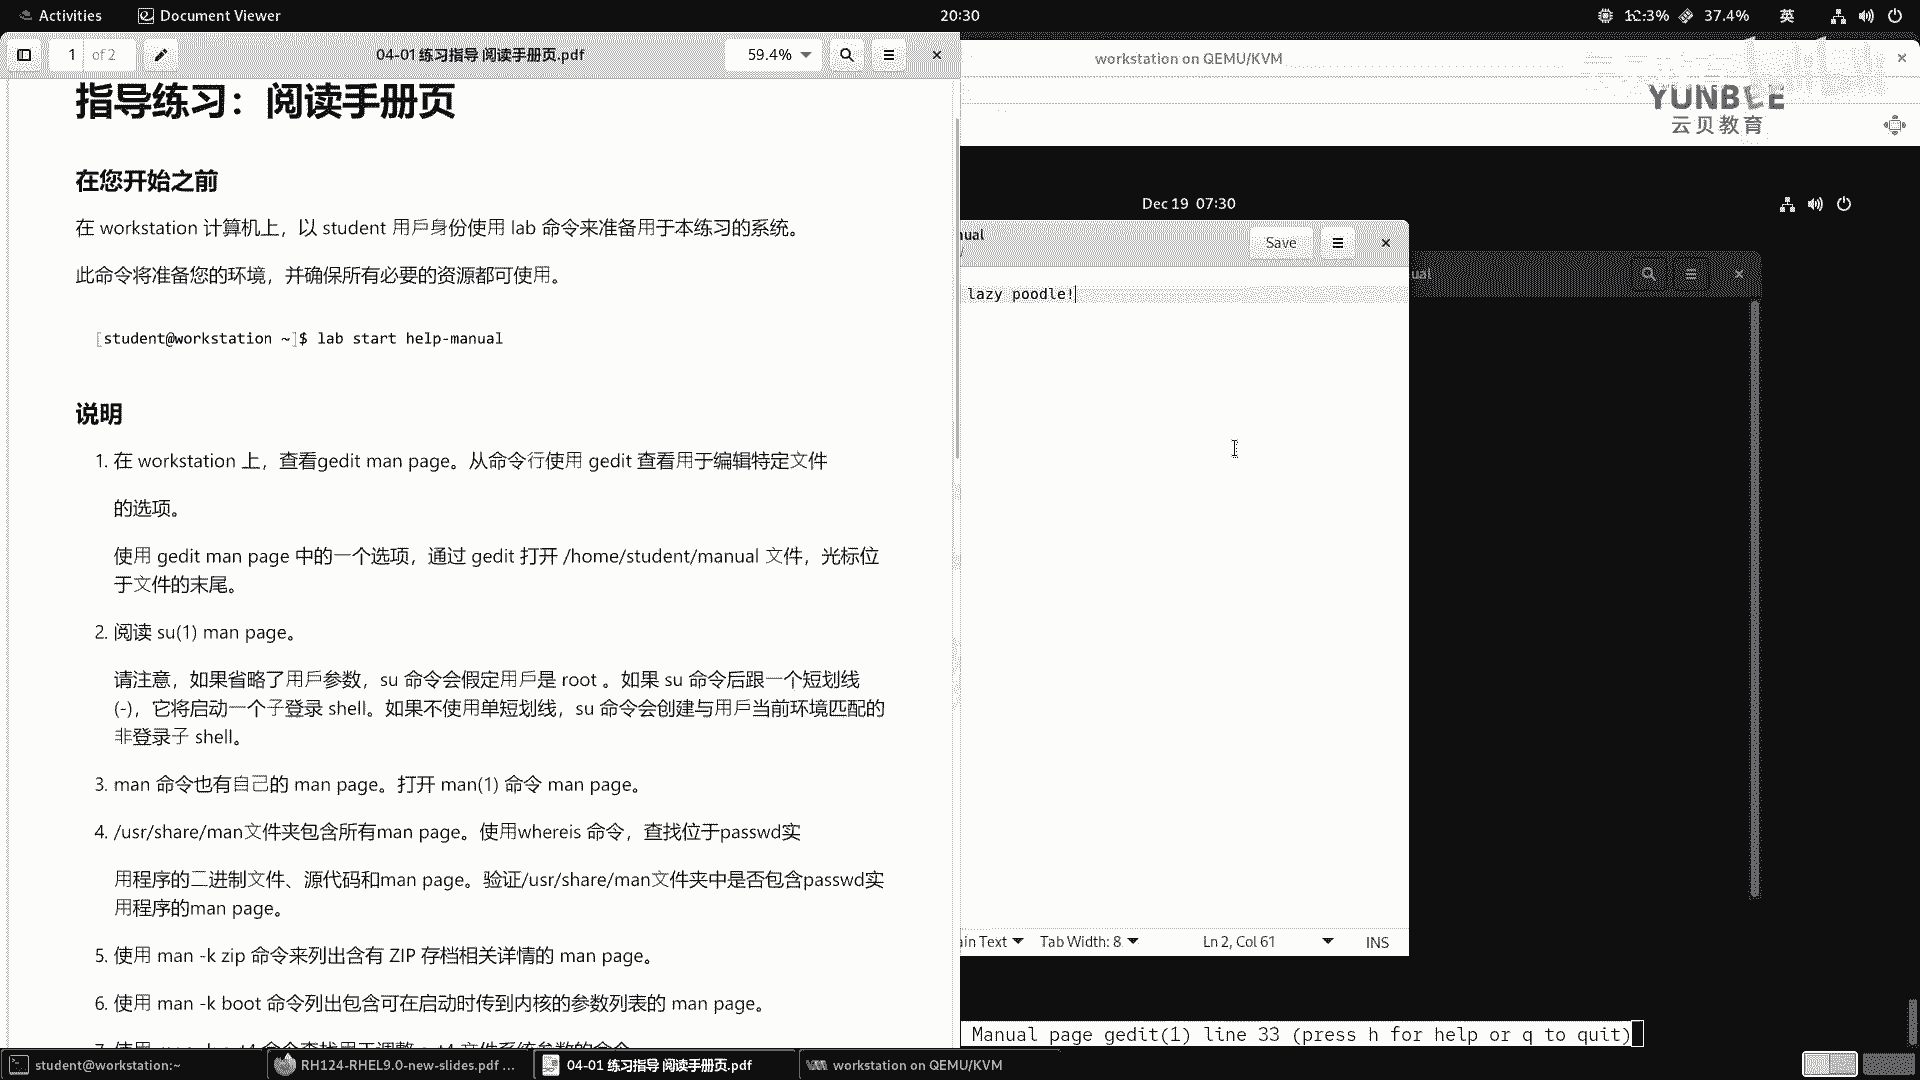 Activities
Document Viewer
20:30
12.3%
37.4%
英
1 of 2
04-01 练习指导 阅读手册页.pdf
59.4%
workstation on QEMU/KVM
YUNBEE
云贝教育
指导练习：阅读手册页
在您开始之前
在 workstation 计算机上，以 student 用戶身份使用 lab 命令来准备用于本练习的系统。
此命令将准备您的环境，并确保所有必要的资源都可使用。
[student@workstation ~]$ lab start help-manual
说明
1. 在 workstation 上，查看gedit man page。从命令行使用 gedit 查看用于编辑特定文件
的选项。
使用 gedit man page 中的一个选项，通过 gedit 打开 /home/student/manual 文件，光标位
于文件的末尾。
2. 阅读 su(1) man page。
请注意，如果省略了用戶参数，su 命令会假定用戶是 root 。如果 su 命令后跟一个短划线
(-)，它将启动一个子登录 shell。如果不使用单短划线，su 命令会创建与用戶当前环境匹配的
非登录子 shell。
3. man 命令也有自己的 man page。打开 man(1) 命令 man page。
4. /usr/share/man文件夹包含所有man page。使用whereis 命令，查找位于passwd实
用程序的二进制文件、源代码和man page。验证/usr/share/man文件夹中是否包含passwd实
用程序的man page。
5. 使用 man -k zip 命令来列出含有 ZIP 存档相关详情的 man page。
6. 使用 man -k boot 命令列出包含可在启动时传到内核的参数列表的 man page。
Dec 19 07:30
Save
lazy poodle!
Tab Width: 8
Ln 2, Col 61
INS
Manual page gedit(1) line 33 (press h for help or q to quit)
student@workstation:~
RH124-RHEL9.0-new-slides.pdf ...
04-01 练习指导 阅读手册页.pdf
workstation on QEMU/KVM